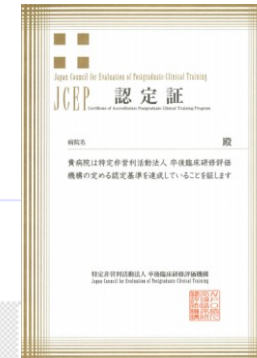 Japan Council for Evaluation of Postgraduate Clinical Training
JCEP 認定証
Certificate of Accreditation Postgraduate Clinical Training Program
病院名 殿
貴病院は特定非営利活動法人 卒後臨床研修評価
機構の定める認定基準を達成していることを証します
特定非営利活動法人 卒後臨床研修評価機構
Japan Council for Evaluation of Postgraduate Clinical Training